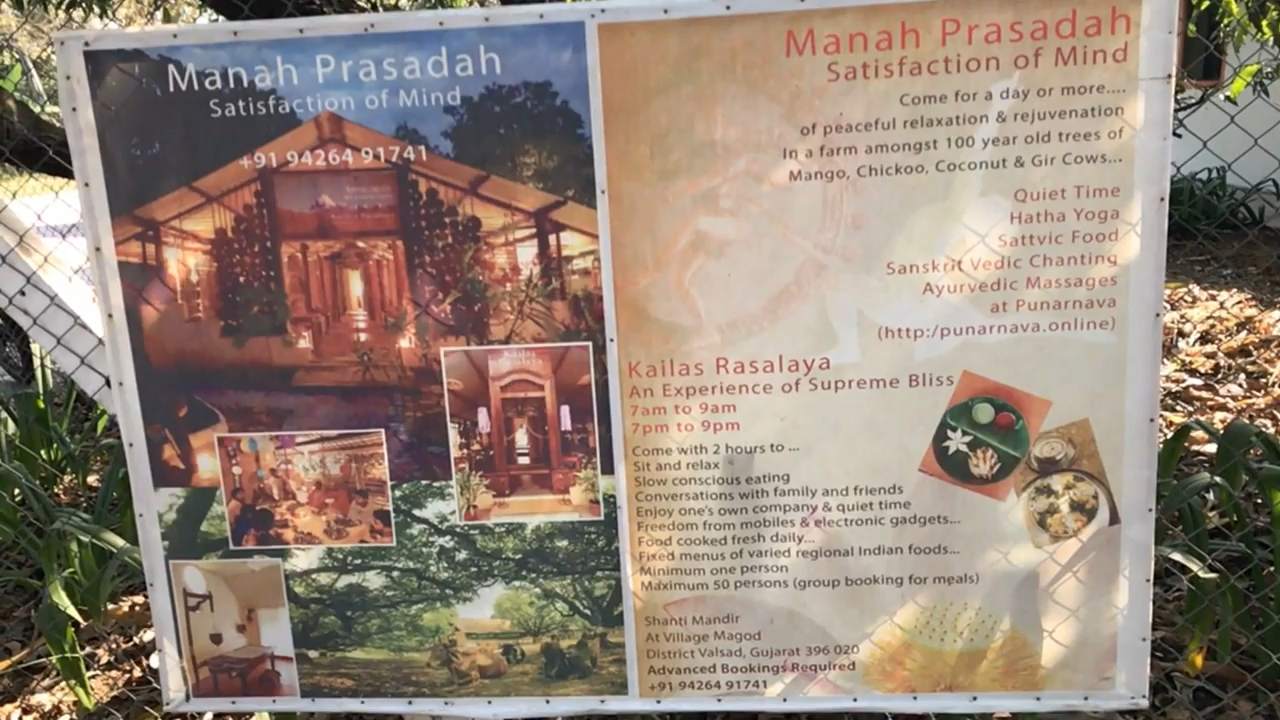 Manah Prasadah
Satisfaction of Mind
+91 94264 91741
Kailas
Rasalaya
Manah Prasadah
Satisfaction of Mind
Come for a day or more....
of peaceful relaxation & rejuvenation
In a farm amongst 100 year old trees of
Mango, Chickoo, Coconut & Gir Cows...
Quiet Time
Hatha Yoga
Sattvic Food
Sanskrit Vedic Chanting
Ayurvedic Massages
at Punarnava
(http:/punarnava.online)
Kailas Rasalaya
An Experience of Supreme Bliss
7am to 9am
7pm to 9pm
Come with 2 hours to ...
Sit and relax
Slow conscious eating
Conversations with family and friends
Enjoy one's own company & quiet time
Freedom from mobiles & electronic gadgets...
Food cooked fresh daily...
Fixed menus of varied regional Indian foods...
Minimum one person
Maximum 50 persons (group booking for meals)
Shanti Mandir
At Village Magod
District Valsad, Gujarat 396 020
Advanced Bookings Required
+91 94264 91741